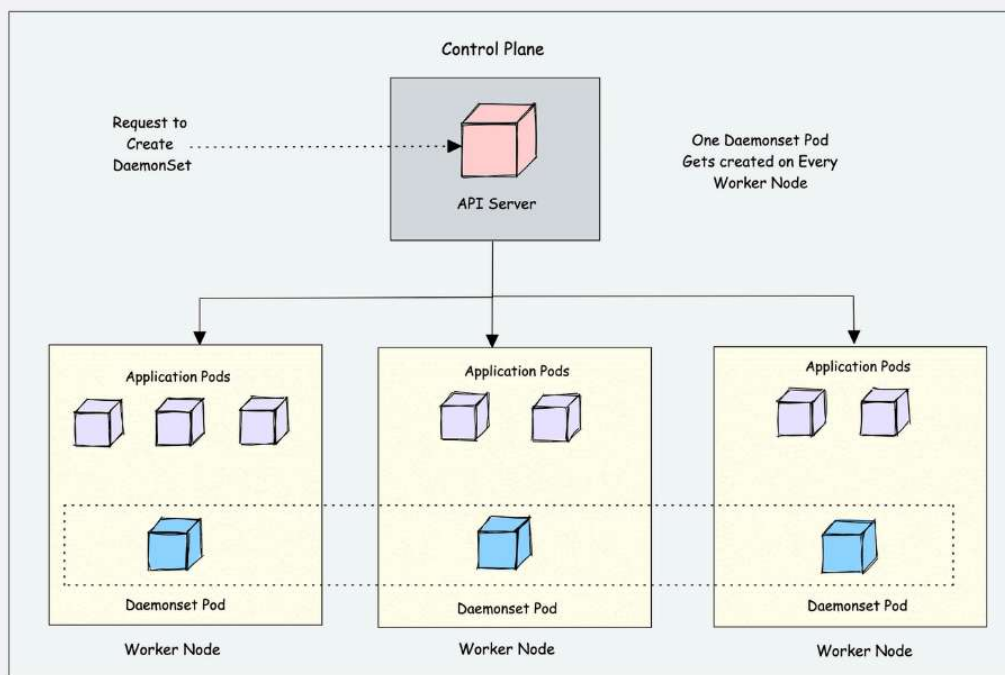 Control Plane
Request to
Create
DaemonSet
API Server
One Daemonset Pod
Gets created on Every
Worker Node
Application Pods
Daemonset Pod
Worker Node
Application Pods
Daemonset Pod
Worker Node
Application Pods
Daemonset Pod
Worker Node